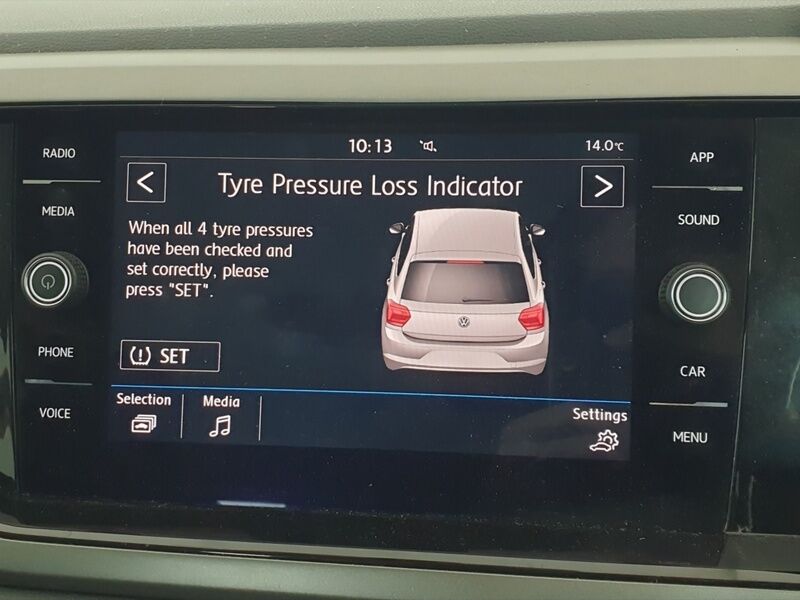 RADIO
MEDIA
PHONE
VOICE
10:13
14.0°C
<
Tyre Pressure Loss Indicator
>
When all 4 tyre pressures
have been checked and
set correctly, please
press "SET".
(!) SET
Selection
Media
Settings
APP
SOUND
CAR
MENU